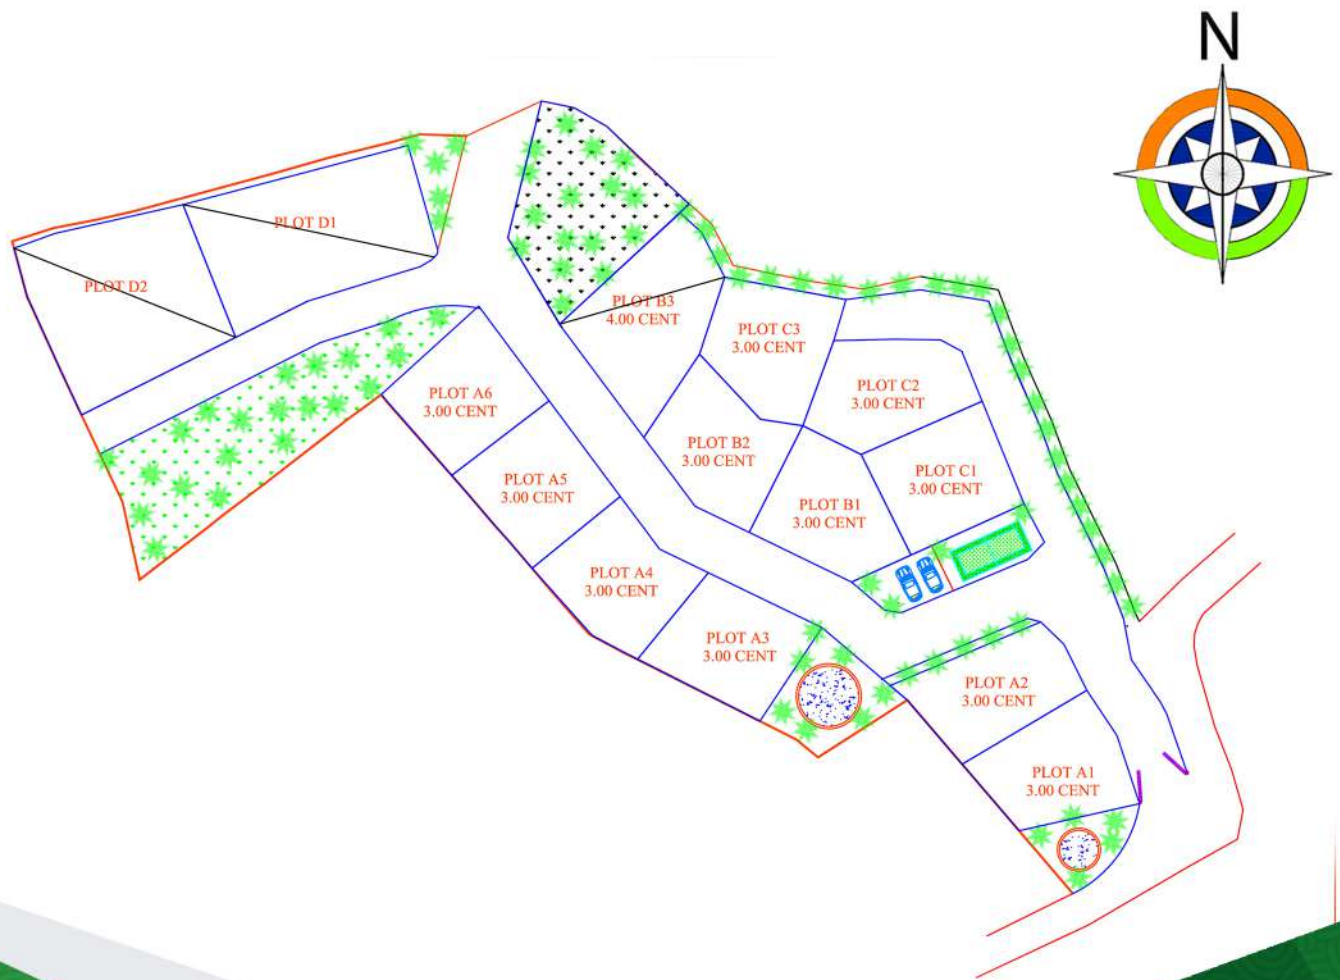 N
PLOT D1
PLOT D2
PLOT B3
4.00 CENT
PLOT C3
3.00 CENT
PLOT C2
3.00 CENT
PLOT A6
3.00 CENT
PLOT B2
3.00 CENT
PLOT C1
3.00 CENT
PLOT A5
3.00 CENT
PLOT B1
3.00 CENT
PLOT A4
3.00 CENT
PLOT A3
3.00 CENT
PLOT A2
3.00 CENT
PLOT A1
3.00 CENT